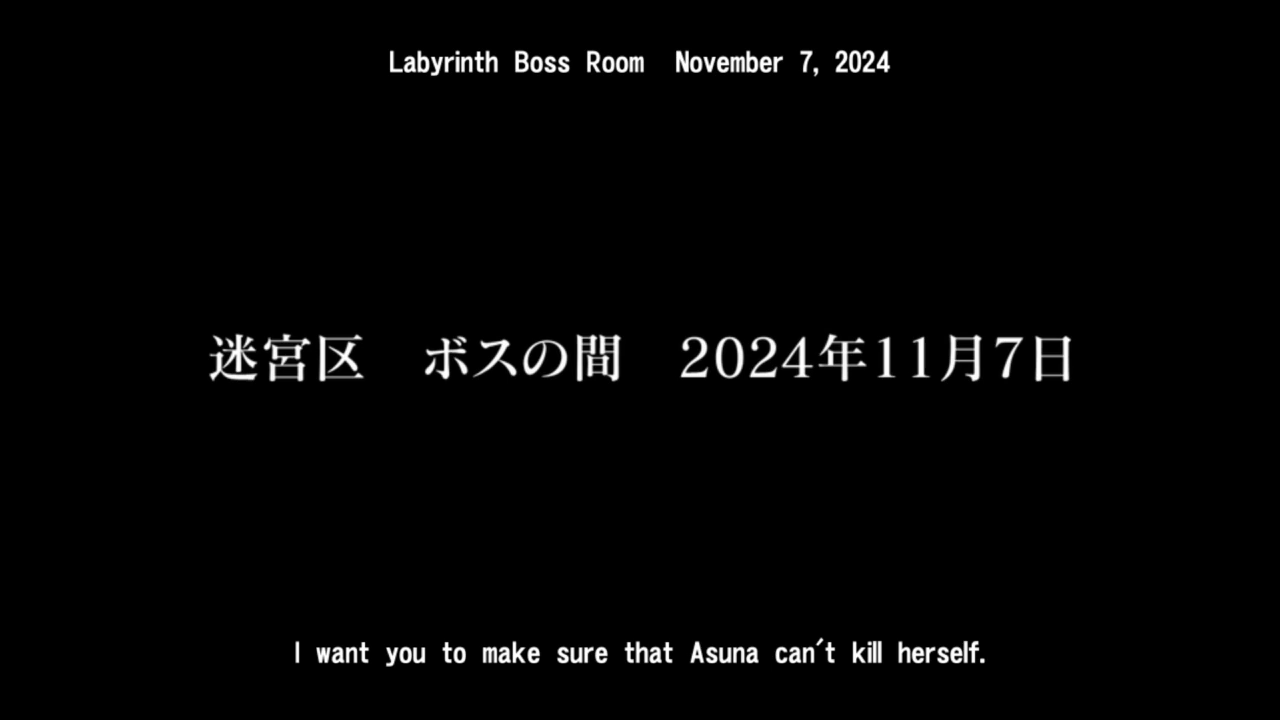 Labyrinth Boss Room  November 7, 2024
迷宮区　ボスの間　2024年11月7日
I want you to make sure that Asuna can't kill herself.